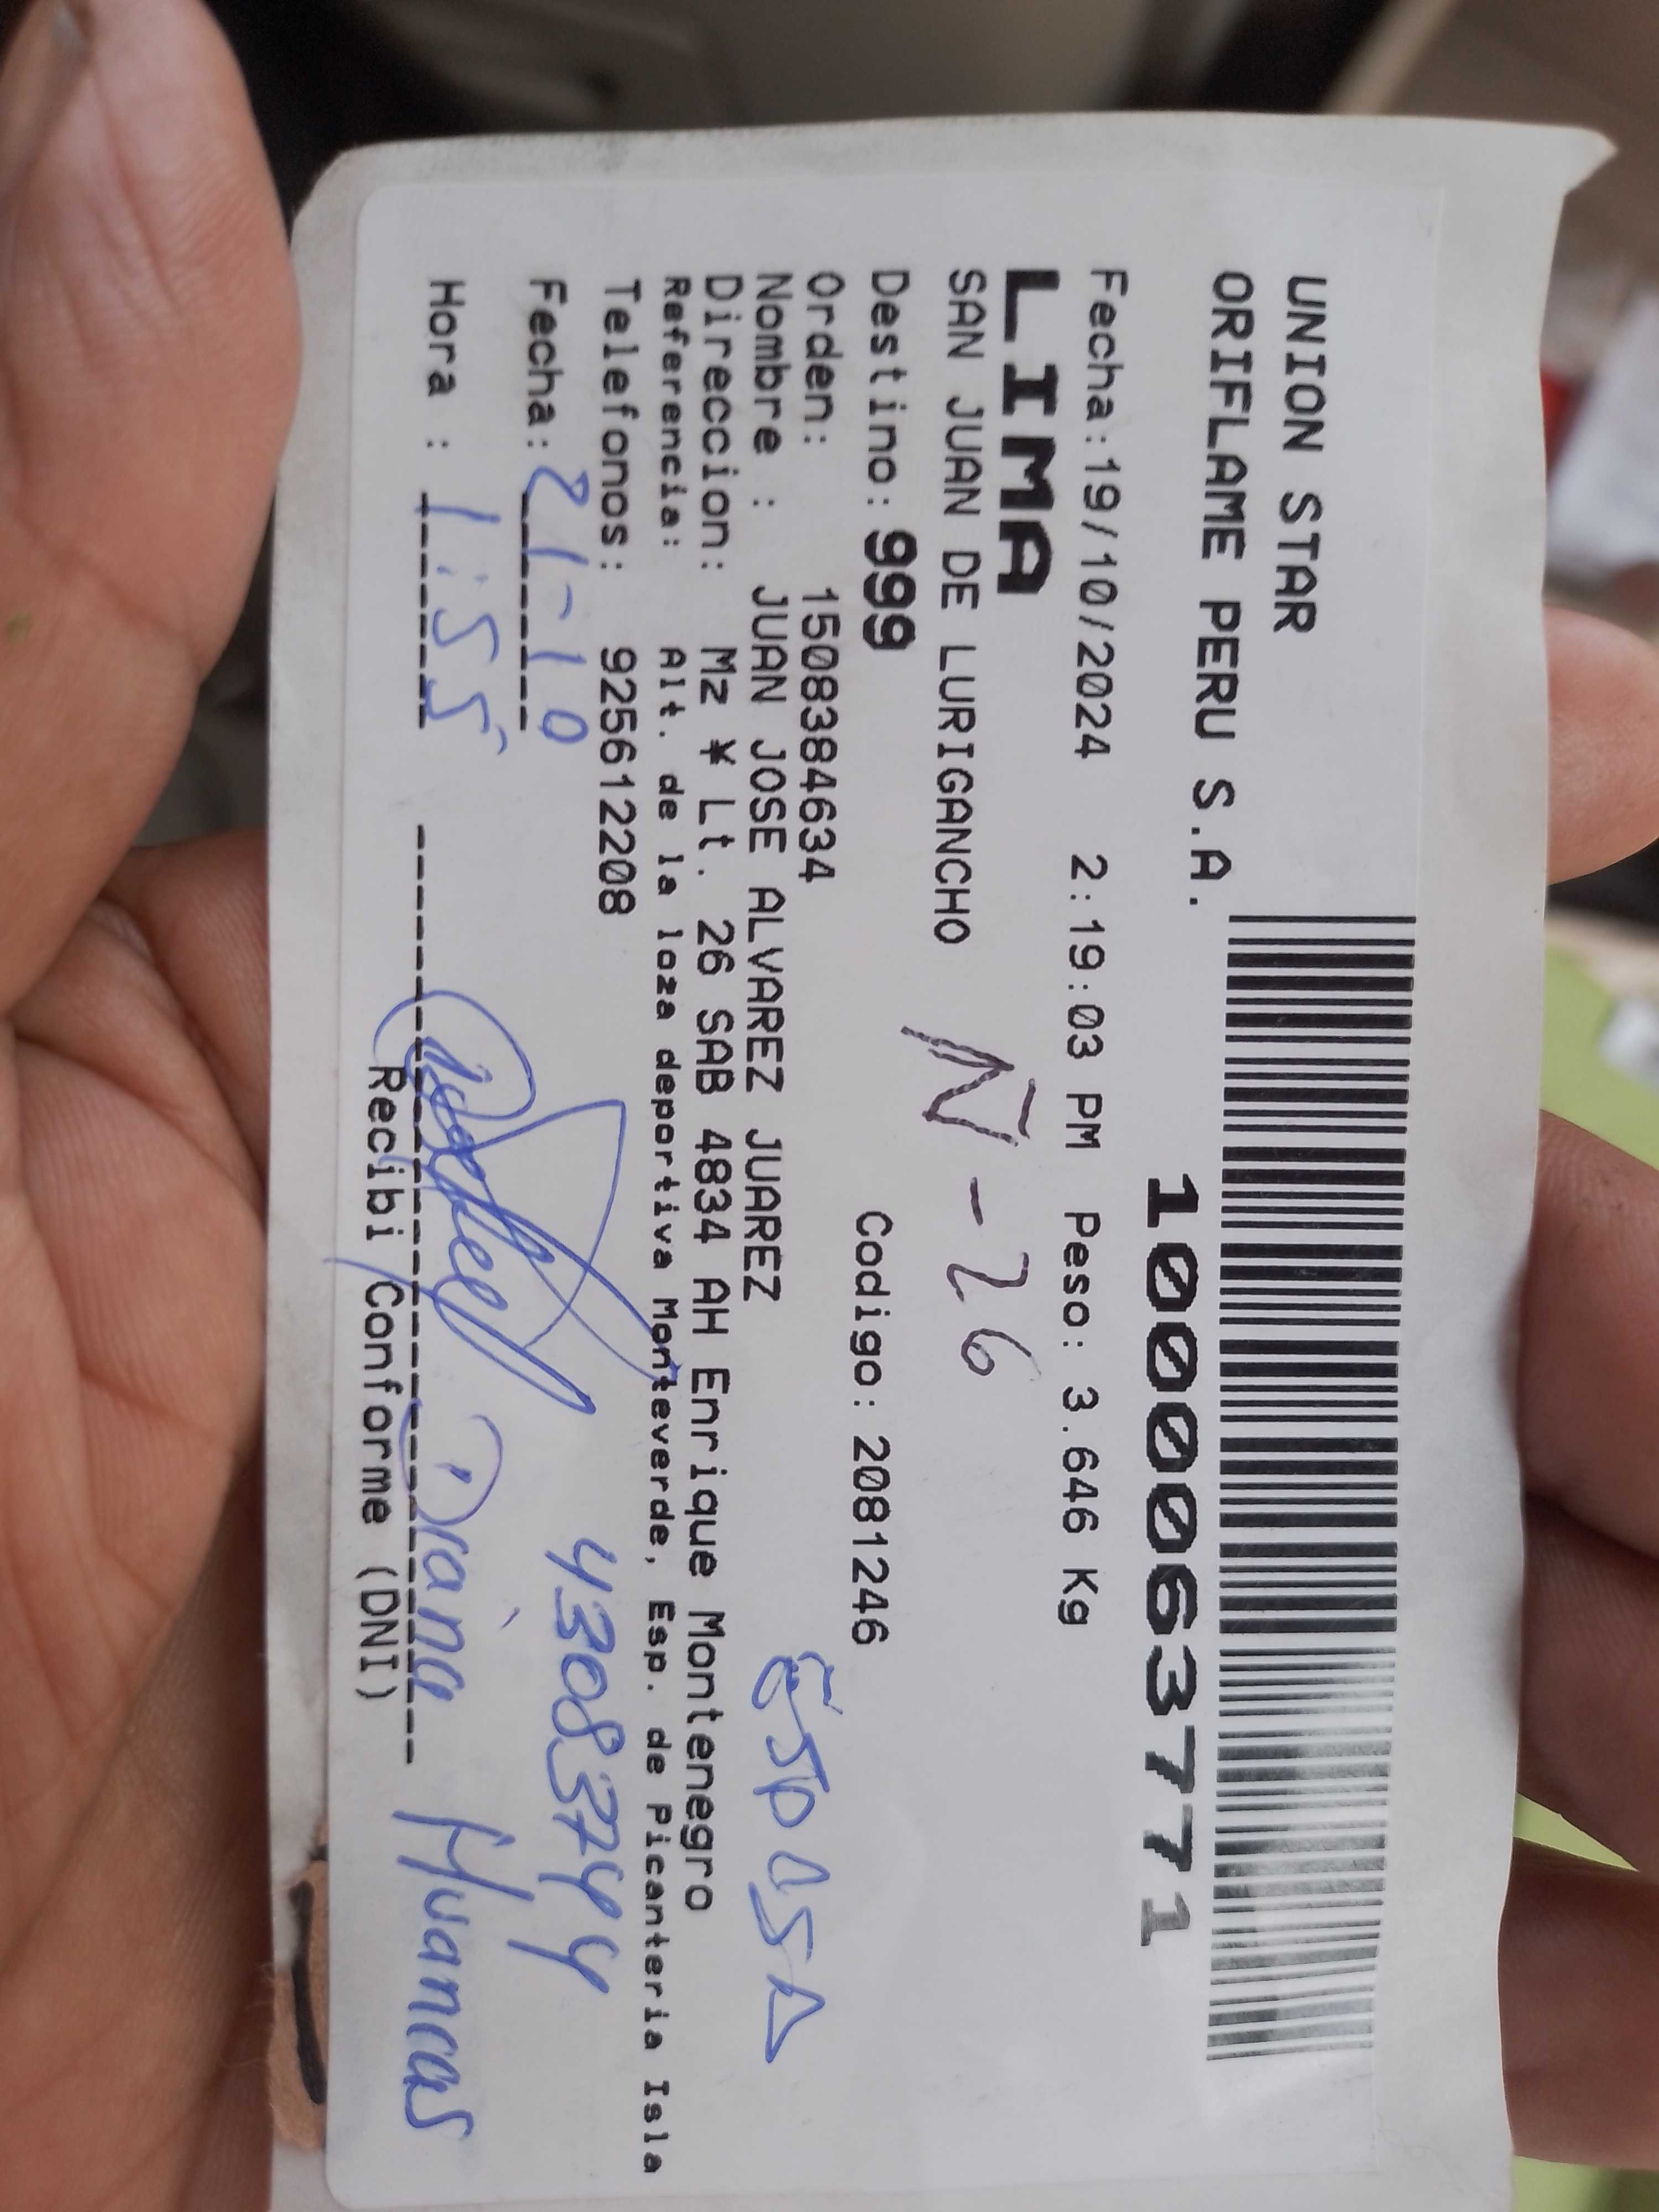 UNION STAR
ORIFLAME PERU S.A.
1000063771
Fecha:19/10/2024 2:19:03 PM Peso: 3.646 Kg
LIMA
SAN JUAN DE LURIGANCHO
Ñ-26
Destino: 999 Codigo: 2081246
Orden: 1508384634
Nombre : JUAN JOSE ALVAREZ JUAREZ
Direccion: Mz ¥ Lt. 26 SAB 4834 AH Enrique Montenegro
Referencia: Alt. de la loza deportiva Monteverde, Esp. de Picanteria Isla
Telefonos: 925612208
43083744
Fecha: 21-10
Hora : 1:55
Diana Huancas
Recibi Conforme (DNI)